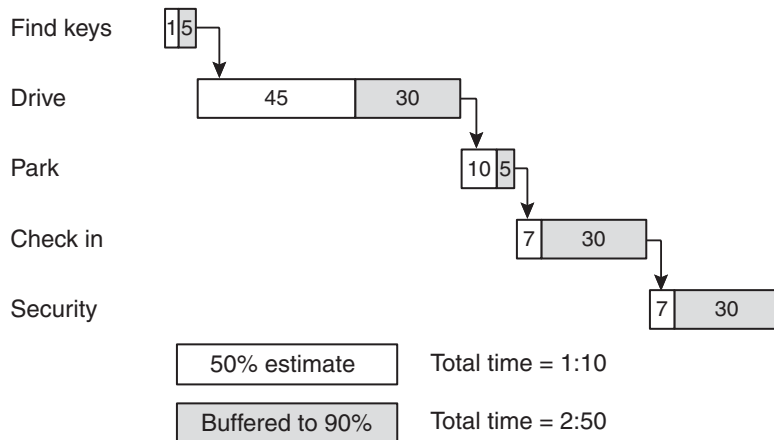 Find keys 1 5
Drive 45 30
Park 10 5
Check in 7 30
Security 7 30
50% estimate Total time = 1:10
Buffered to 90% Total time = 2:50